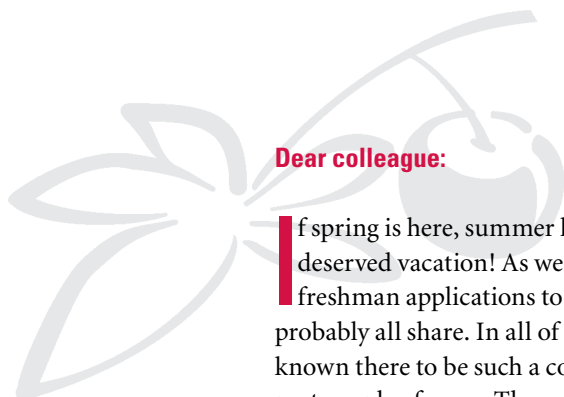 Dear colleague:
If spring is here, summer
deserved vacation! As we
freshman applications to
probably all share. In all of
known there to be such a co